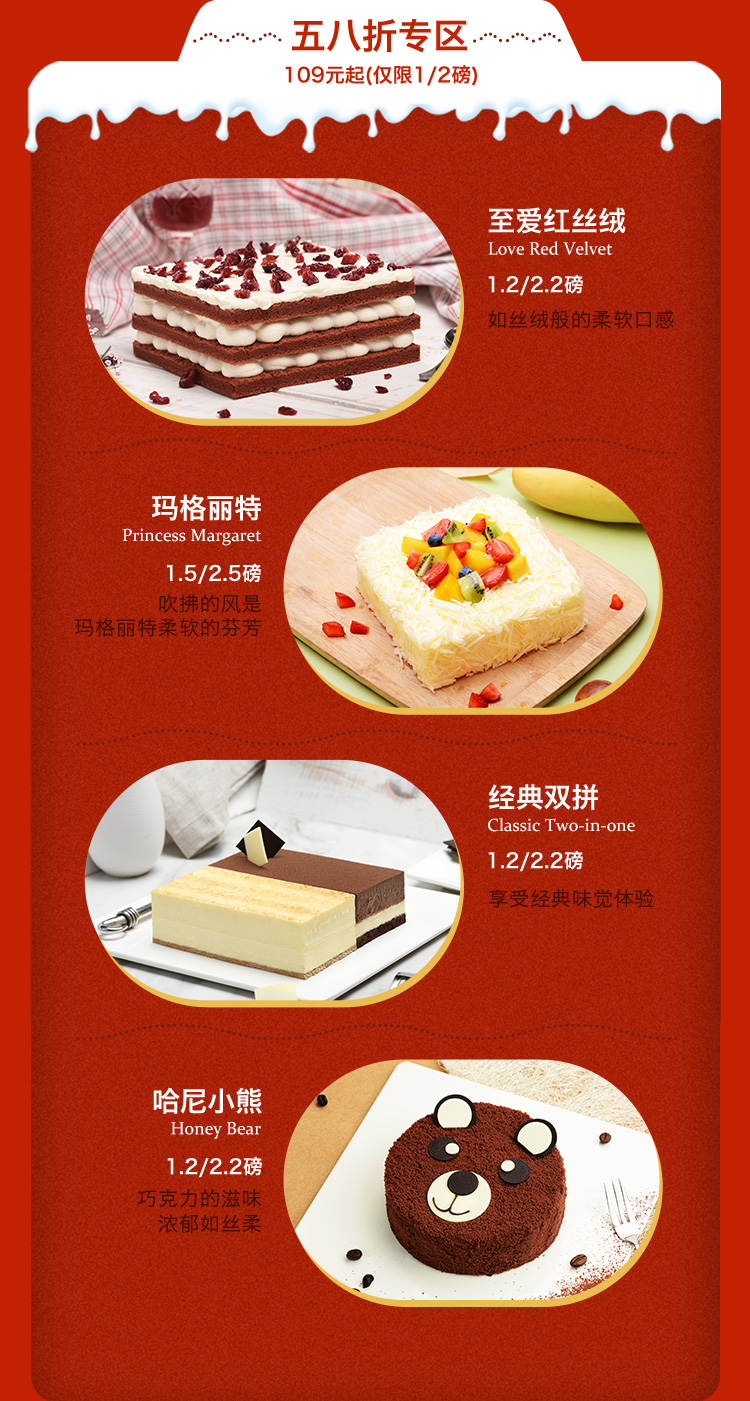 五八折专区
109元起(仅限1/2磅)
至爱红丝绒
Love Red Velvet
1.2/2.2磅
如丝绒般的柔软口感
玛格丽特
Princess Margaret
1.5/2.5磅
吹拂的风是
玛格丽特柔软的芬芳
经典双拼
Classic Two-in-one
1.2/2.2磅
享受经典味觉体验
哈尼小熊
Honey Bear
1.2/2.2磅
巧克力的滋味
浓郁如丝柔